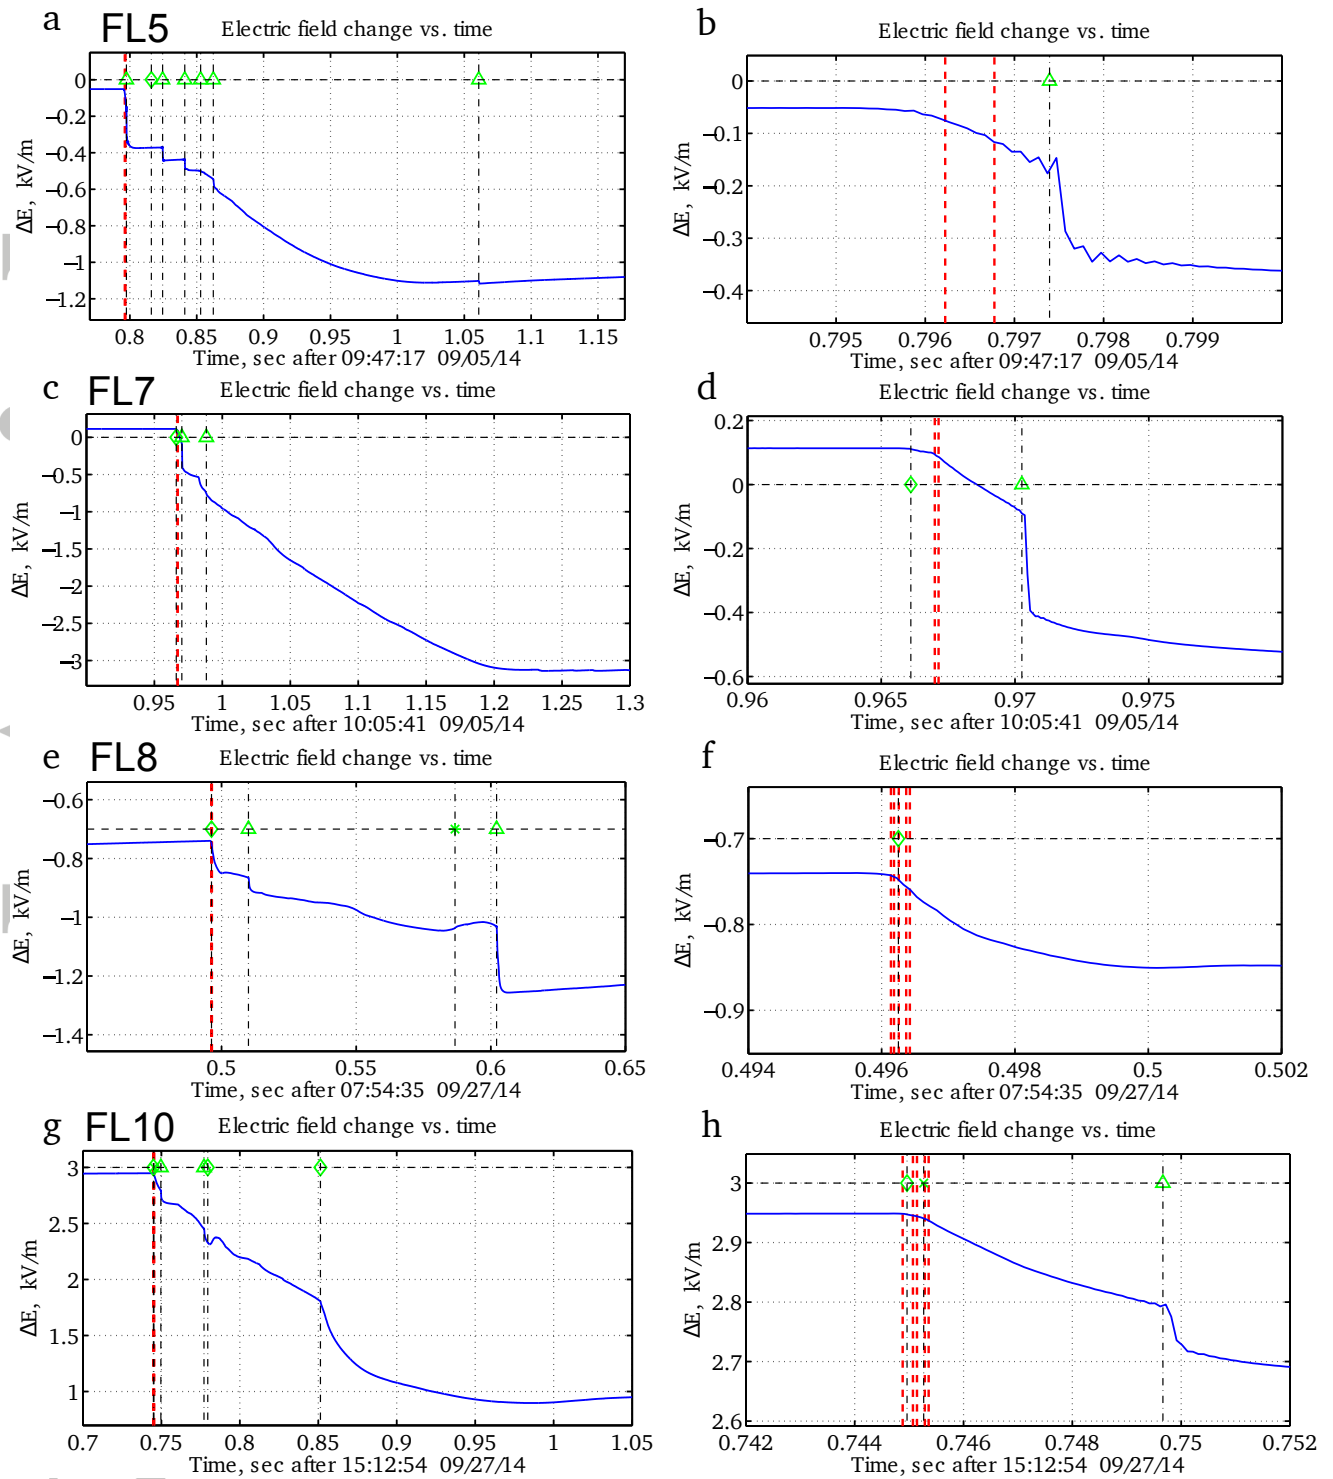 a FL5 Electric field change vs. time
0
−0.2
−0.4
−0.6
−0.8
−1
−1.2
ΔE, kV/m
0.8 0.85 0.9 0.95 1 1.05 1.1 1.15
Time, sec after 09:47:17 09/05/14
b Electric field change vs. time
0
−0.1
−0.2
−0.3
−0.4
ΔE, kV/m
0.795 0.796 0.797 0.798 0.799
Time, sec after 09:47:17 09/05/14
c FL7 Electric field change vs. time
0
−0.5
−1
−1.5
−2
−2.5
−3
ΔE, kV/m
0.95 1 1.05 1.1 1.15 1.2 1.25 1.3
Time, sec after 10:05:41 09/05/14
d Electric field change vs. time
0.2
0
−0.2
−0.4
−0.6
ΔE, kV/m
0.96 0.965 0.97 0.975
Time, sec after 10:05:41 09/05/14
e FL8 Electric field change vs. time
−0.6
−0.8
−1
−1.2
−1.4
ΔE, kV/m
0.5 0.55 0.6 0.65
Time, sec after 07:54:35 09/27/14
f Electric field change vs. time
−0.7
−0.8
−0.9
ΔE, kV/m
0.494 0.496 0.498 0.5 0.502
Time, sec after 07:54:35 09/27/14
g FL10 Electric field change vs. time
3
2.5
2
1.5
1
ΔE, kV/m
0.7 0.75 0.8 0.85 0.9 0.95 1 1.05
Time, sec after 15:12:54 09/27/14
h Electric field change vs. time
3
2.9
2.8
2.7
2.6
ΔE, kV/m
0.742 0.744 0.746 0.748 0.75 0.752
Time, sec after 15:12:54 09/27/14